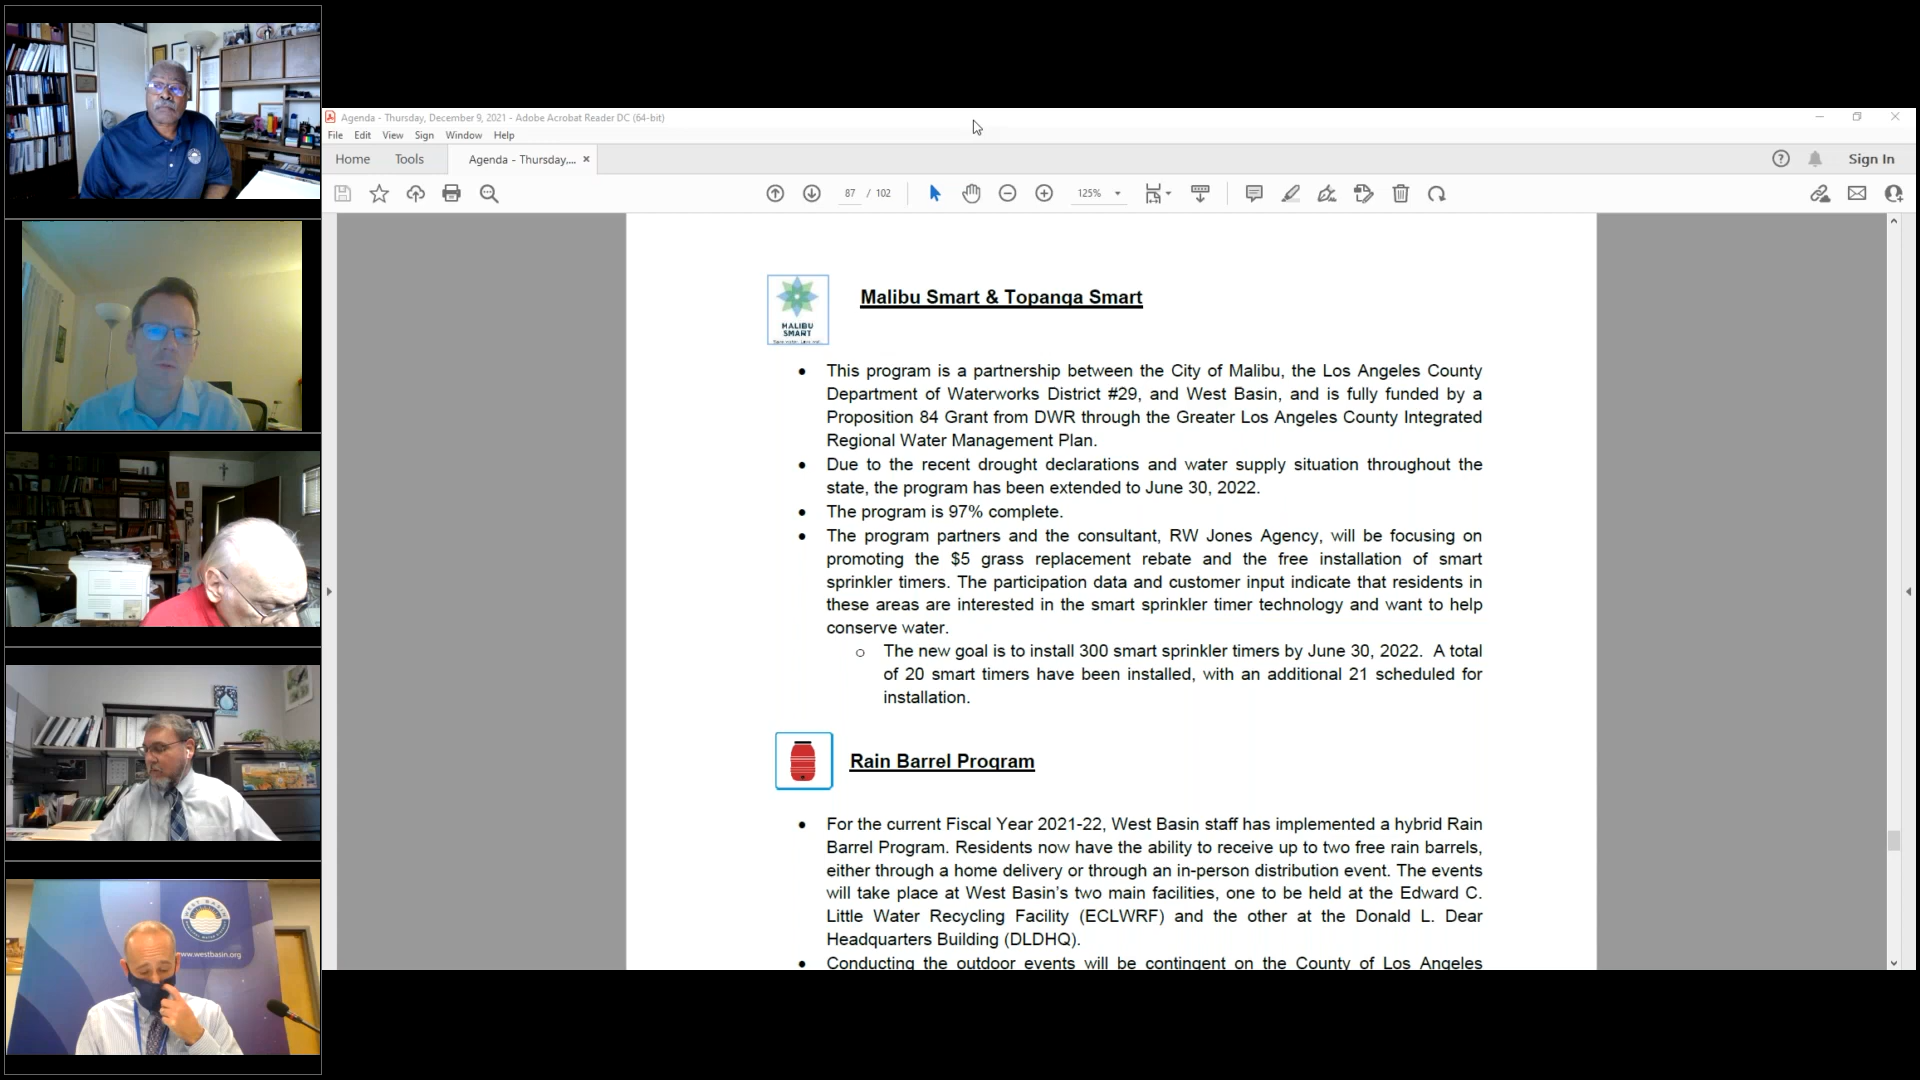 Agenda - Thursday, December 9, 2021 - Adobe Acrobat Reader DC (64-bit)
File Edit View Sign Window Help
Home Tools Agenda - Thursday,... × Sign In
87 / 102 125%
MALIBU
SMART
Malibu Smart & Topanga Smart
• This program is a partnership between the City of Malibu, the Los Angeles County
Department of Waterworks District #29, and West Basin, and is fully funded by a
Proposition 84 Grant from DWR through the Greater Los Angeles County Integrated
Regional Water Management Plan.
• Due to the recent drought declarations and water supply situation throughout the
state, the program has been extended to June 30, 2022.
• The program is 97% complete.
• The program partners and the consultant, RW Jones Agency, will be focusing on
promoting the $5 grass replacement rebate and the free installation of smart
sprinkler timers. The participation data and customer input indicate that residents in
these areas are interested in the smart sprinkler timer technology and want to help
conserve water.
o The new goal is to install 300 smart sprinkler timers by June 30, 2022. A total
of 20 smart timers have been installed, with an additional 21 scheduled for
installation.
Rain Barrel Program
• For the current Fiscal Year 2021-22, West Basin staff has implemented a hybrid Rain
Barrel Program. Residents now have the ability to receive up to two free rain barrels,
either through a home delivery or through an in-person distribution event. The events
will take place at West Basin's two main facilities, one to be held at the Edward C.
Little Water Recycling Facility (ECLWRF) and the other at the Donald L. Dear
Headquarters Building (DLDHQ).
• Conducting the outdoor events will be contingent on the County of Los Angeles
WEST BASIN
www.westbasin.org